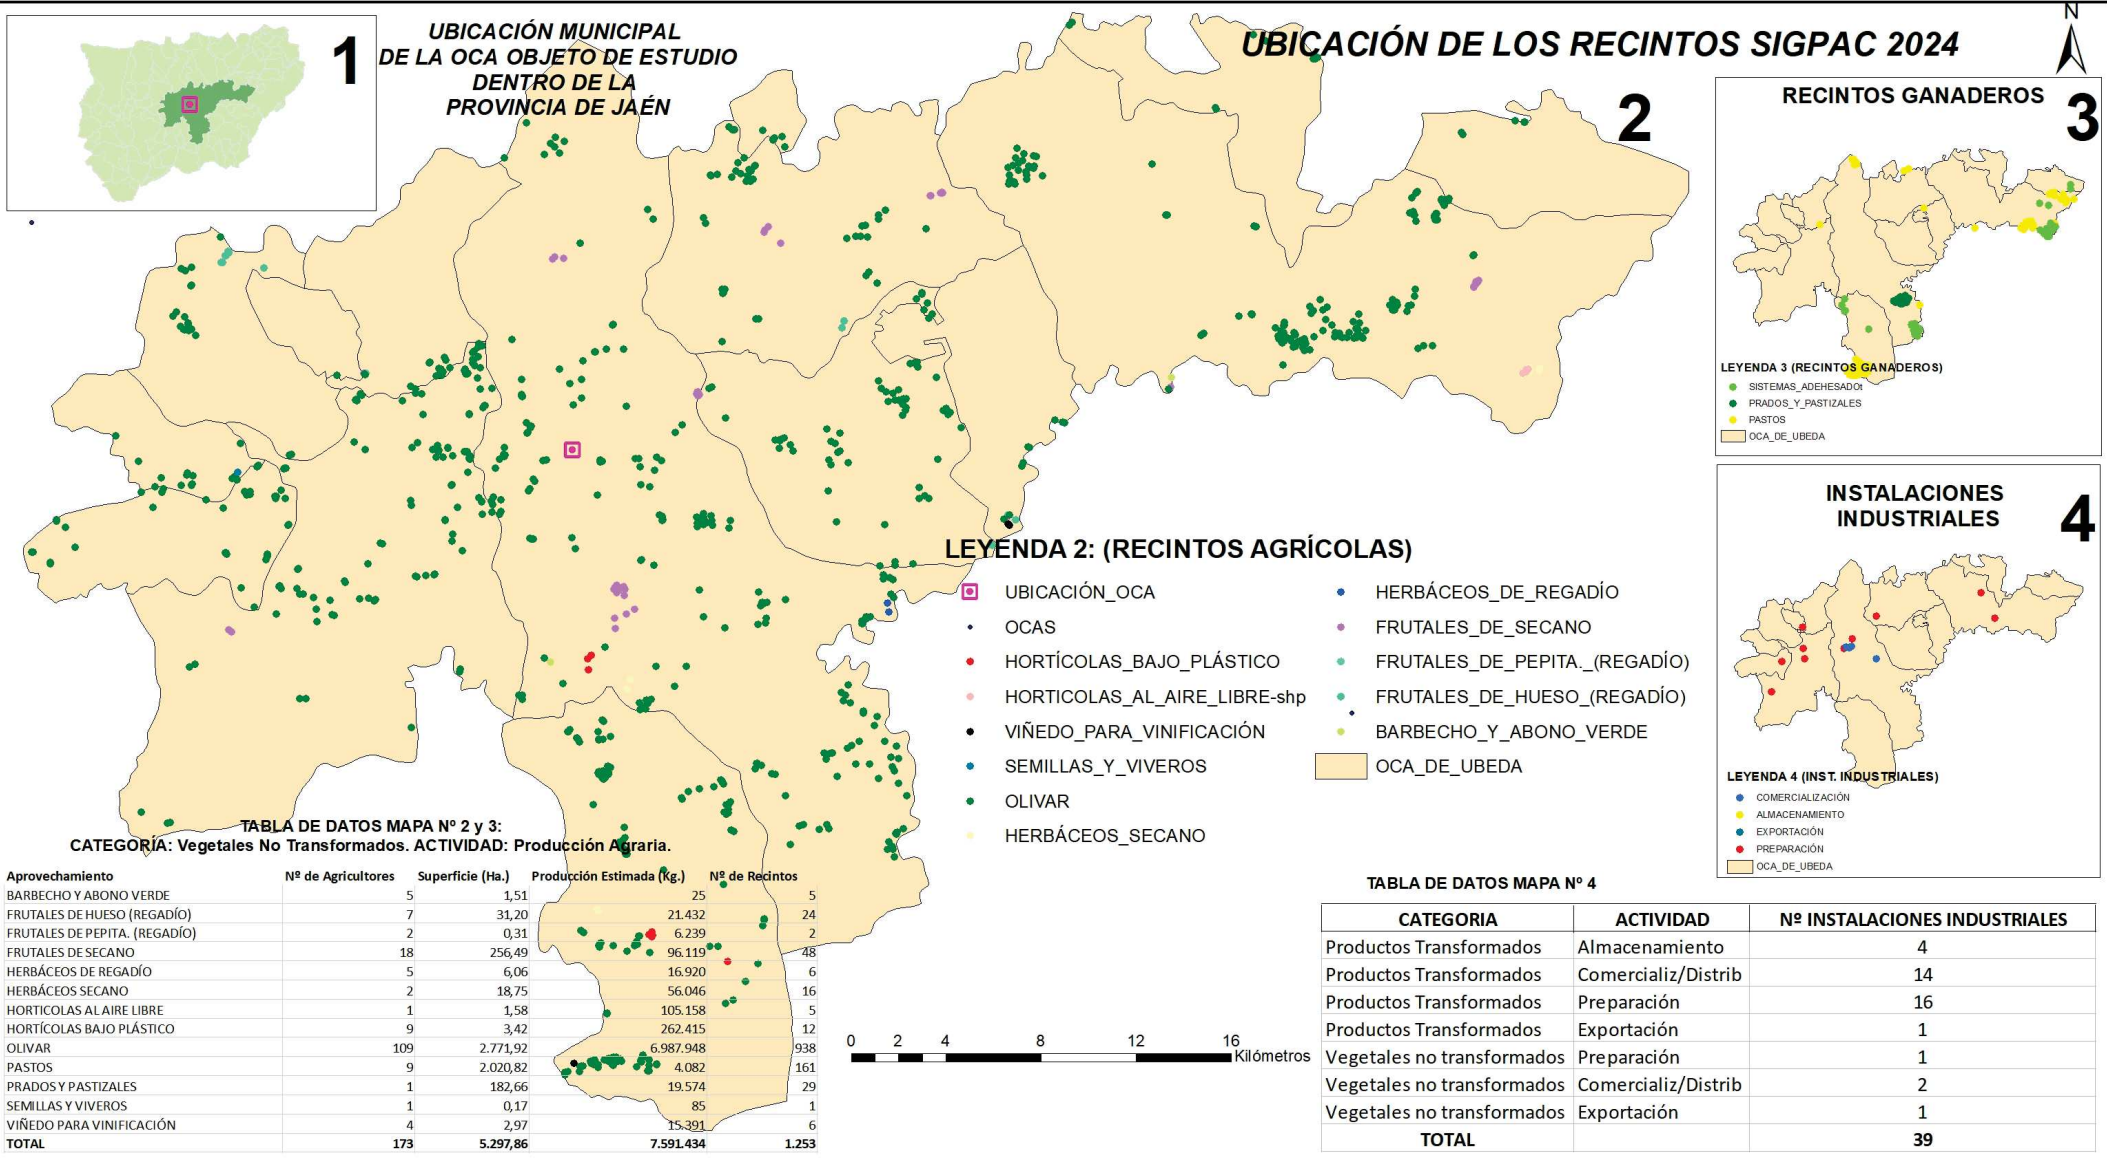 1
UBICACIÓN MUNICIPAL
DE LA OCA OBJETO DE ESTUDIO
DENTRO DE LA
PROVINCIA DE JAÉN
UBICACIÓN DE LOS RECINTOS SIGPAC 2024
N
2
RECINTOS GANADEROS
3
LEYENDA 3 (RECINTOS GANADEROS)
SISTEMAS_ADEHESADOS
PRADOS_Y_PASTIZALES
PASTOS
OCA_DE_UBEDA
INSTALACIONES
INDUSTRIALES
4
LEYENDA 4 (INST. INDUSTRIALES)
COMERCIALIZACIÓN
ALMACENAMIENTO
EXPORTACIÓN
PREPARACIÓN
OCA_DE_UBEDA
LEYENDA 2: (RECINTOS AGRÍCOLAS)
UBICACIÓN_OCA
OCAS
HORTÍCOLAS_BAJO_PLÁSTICO
HORTICOLAS_AL_AIRE_LIBRE-shp
VIÑEDO_PARA_VINIFICACIÓN
SEMILLAS_Y_VIVEROS
OLIVAR
HERBÁCEOS_SECANO
HERBÁCEOS_DE_REGADÍO
FRUTALES_DE_SECANO
FRUTALES_DE_PEPITA._(REGADÍO)
FRUTALES_DE_HUESO_(REGADÍO)
BARBECHO_Y_ABONO_VERDE
OCA_DE_UBEDA
0 2 4 8 12 16
Kilómetros
TABLA DE DATOS MAPA Nº 2 y 3:
CATEGORÍA: Vegetales No Transformados. ACTIVIDAD: Producción Agraria.
Aprovechamiento Nº de Agricultores Superficie (Ha.) Producción Estimada (Kg.) Nº de Recintos
BARBECHO Y ABONO VERDE 5 1,51 25 5
FRUTALES DE HUESO (REGADÍO) 7 31,20 21.432 24
FRUTALES DE PEPITA. (REGADÍO) 2 0,31 6.239 2
FRUTALES DE SECANO 18 256,49 96.119 48
HERBÁCEOS DE REGADÍO 5 6,06 16.920 6
HERBÁCEOS SECANO 2 18,75 56.046 16
HORTICOLAS AL AIRE LIBRE 1 1,58 105.158 5
HORTÍCOLAS BAJO PLÁSTICO 9 3,42 262.415 12
OLIVAR 109 2.771,92 6.987.948 938
PASTOS 9 2.020,82 4.082 161
PRADOS Y PASTIZALES 1 182,66 19.574 29
SEMILLAS Y VIVEROS 1 0,17 85 1
VIÑEDO PARA VINIFICACIÓN 4 2,97 15.391 6
TOTAL 173 5.297,86 7.591.434 1.253
TABLA DE DATOS MAPA Nº 4
CATEGORIA ACTIVIDAD Nº INSTALACIONES INDUSTRIALES
Productos Transformados Almacenamiento 4
Productos Transformados Comercializ/Distrib 14
Productos Transformados Preparación 16
Productos Transformados Exportación 1
Vegetales no transformados Preparación 1
Vegetales no transformados Comercializ/Distrib 2
Vegetales no transformados Exportación 1
TOTAL 39